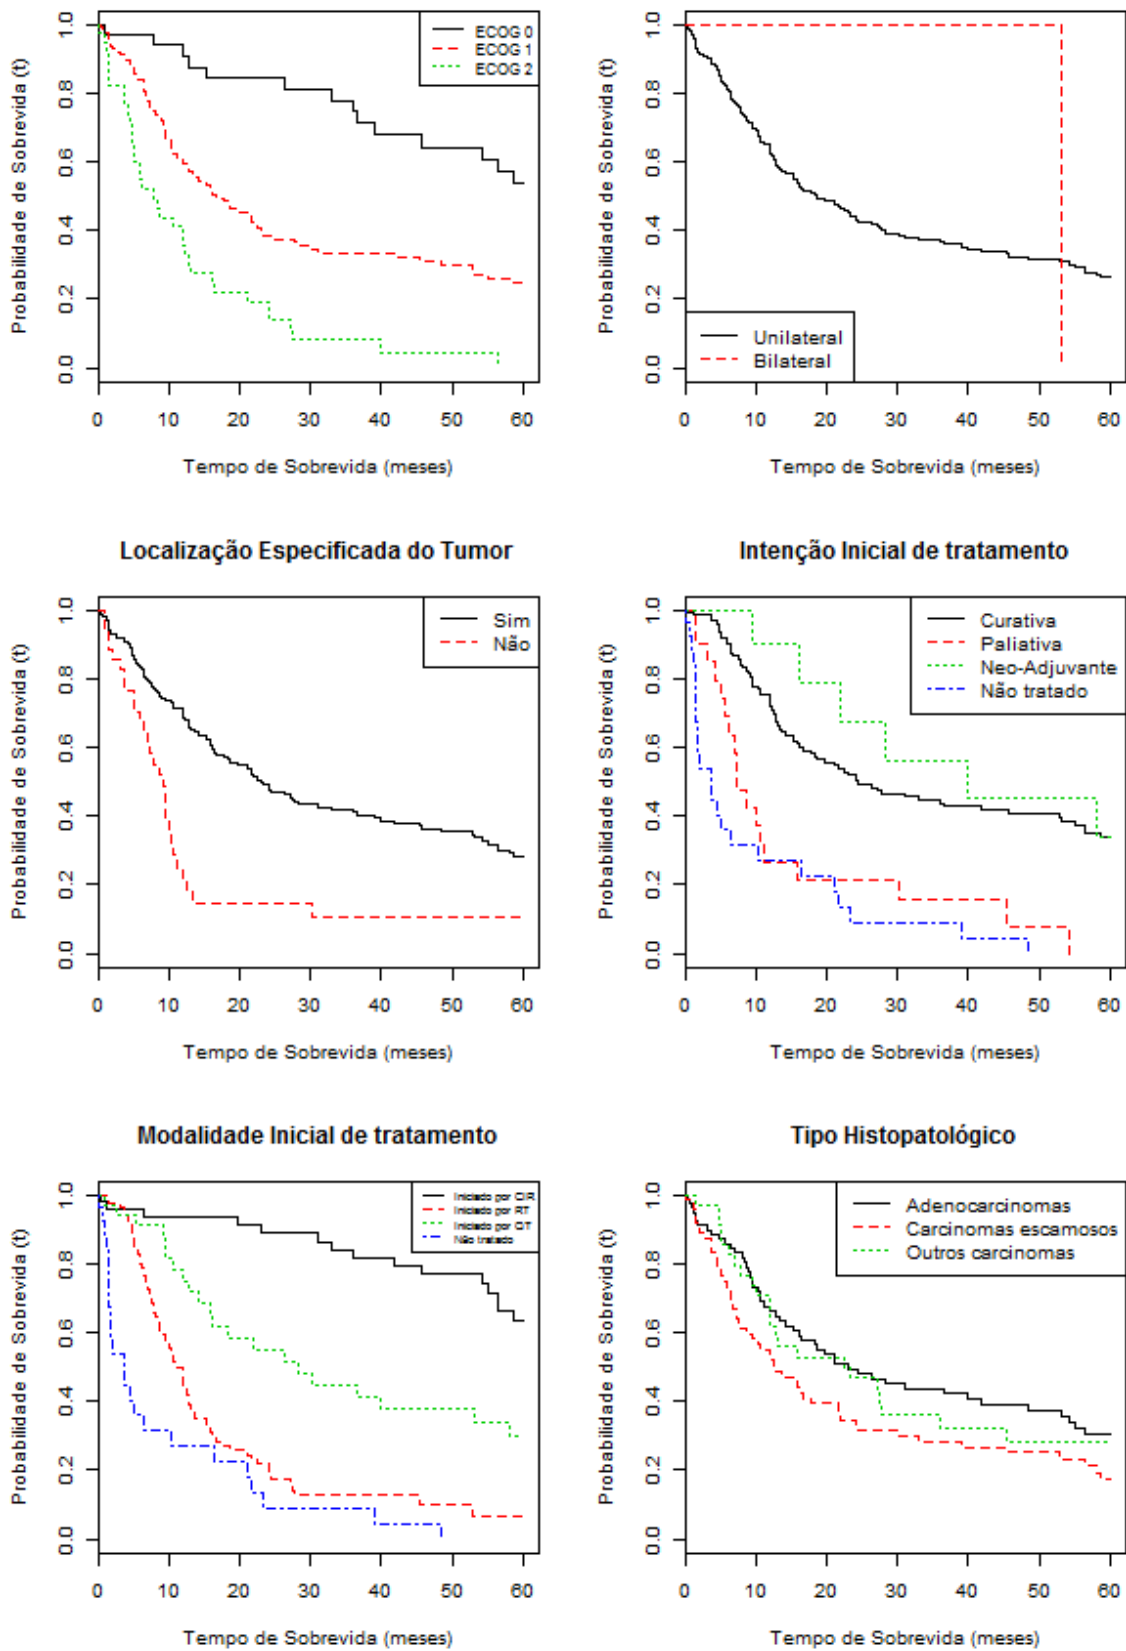 ECOG 0
ECOG 1
ECOG 2
Probabilidade de Sobrevida (t)
0.0 0.2 0.4 0.6 0.8 1.0
0 10 20 30 40 50 60
Tempo de Sobrevida (meses)
Unilateral
Bilateral
Probabilidade de Sobrevida (t)
0.0 0.2 0.4 0.6 0.8 1.0
0 10 20 30 40 50 60
Tempo de Sobrevida (meses)
Localização Especificada do Tumor
Sim
Não
Probabilidade de Sobrevida (t)
0.0 0.2 0.4 0.6 0.8 1.0
0 10 20 30 40 50 60
Tempo de Sobrevida (meses)
Intenção Inicial de tratamento
Curativa
Paliativa
Neo-Adjuvante
Não tratado
Probabilidade de Sobrevida (t)
0.0 0.2 0.4 0.6 0.8 1.0
0 10 20 30 40 50 60
Tempo de Sobrevida (meses)
Modalidade Inicial de tratamento
Iniciado por CIR
Iniciado por RT
Iniciado por QT
Não tratado
Probabilidade de Sobrevida (t)
0.0 0.2 0.4 0.6 0.8 1.0
0 10 20 30 40 50 60
Tempo de Sobrevida (meses)
Tipo Histopatológico
Adenocarcinomas
Carcinomas escamosos
Outros carcinomas
Probabilidade de Sobrevida (t)
0.0 0.2 0.4 0.6 0.8 1.0
0 10 20 30 40 50 60
Tempo de Sobrevida (meses)